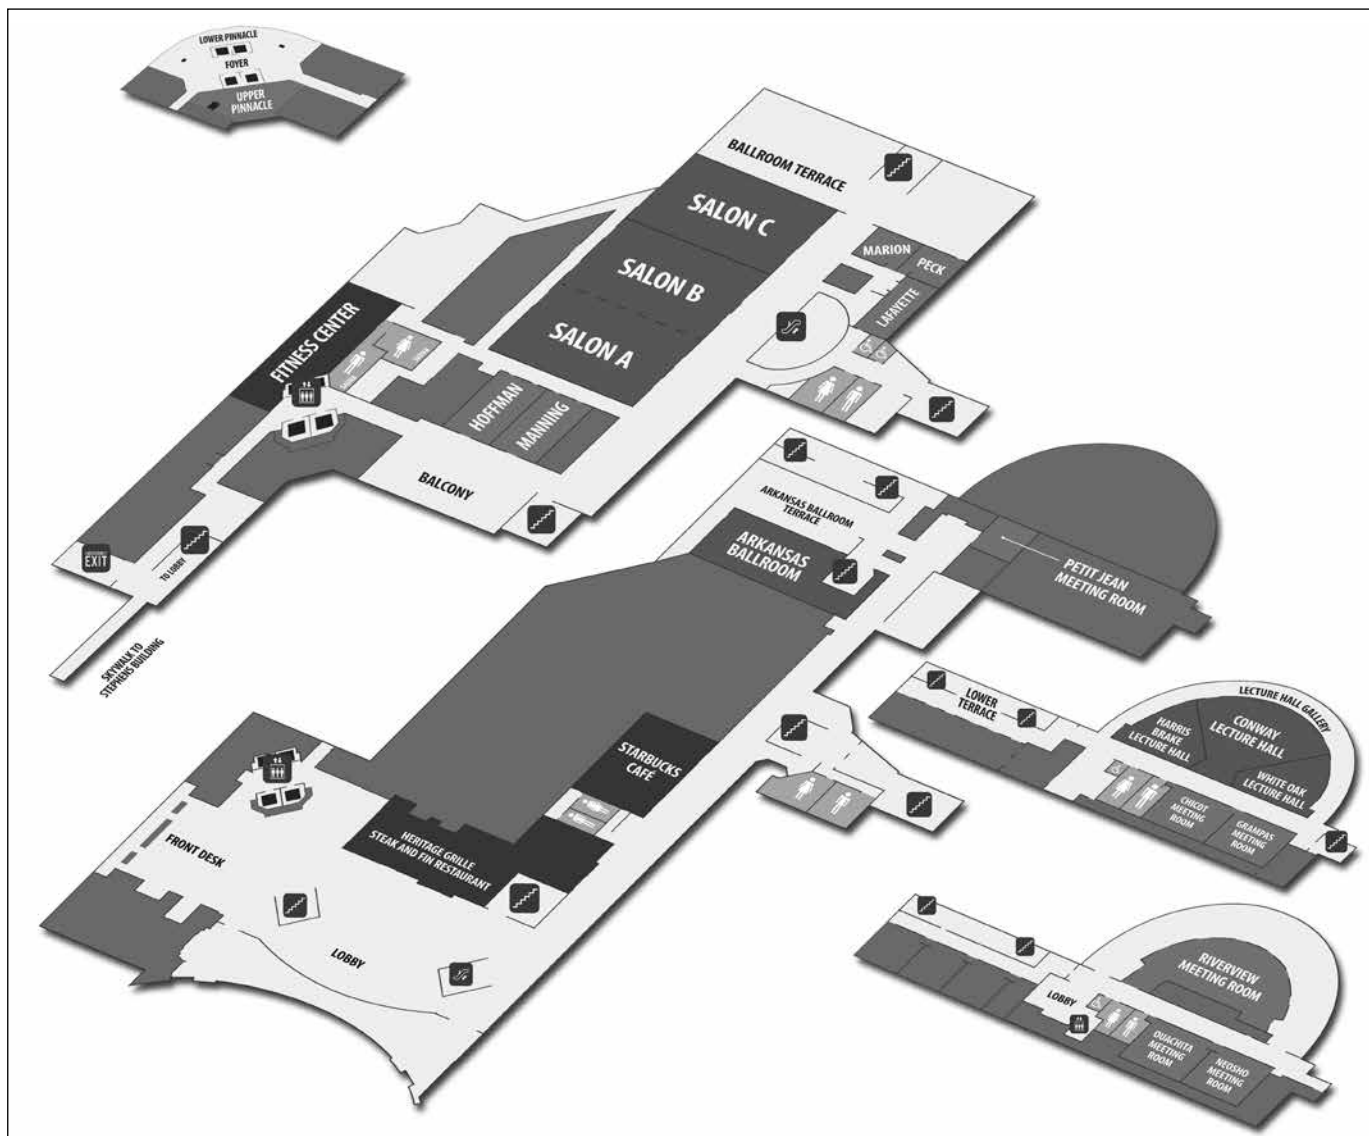 LOWER PINNACLE
FOYER
UPPER
PINNACLE
BALLROOM TERRACE
SALON C
SALON B
SALON A
MARION
PECK
LAFAYETTE
FITNESS CENTER
SAUNA
SAUNA
HOFFMAN
MANNING
BALCONY
EXIT
TO LOBBY
SKYWALK TO
STEPHENS BUILDING
ARKANSAS BALLROOM
TERRACE
ARKANSAS
BALLROOM
PETIT JEAN
MEETING ROOM
STARBUCKS
CAFÉ
HERITAGE GRILLE
STEAK AND FIN RESTAURANT
FRONT DESK
LOBBY
LOWER
TERRACE
LECTURE HALL GALLERY
HARRIS
BRAKE
LECTURE HALL
CONWAY
LECTURE HALL
WHITE OAK
LECTURE HALL
CHICOT
MEETING
ROOM
GRAMPAS
MEETING
ROOM
RIVERVIEW
MEETING ROOM
LOBBY
OUACHITA
MEETING
ROOM
NEOSHO
MEETING
ROOM